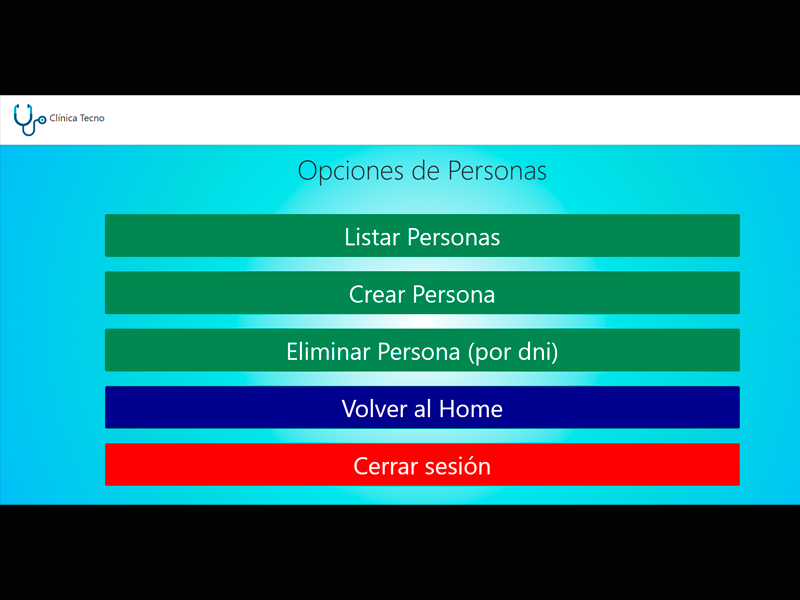 Clínica Tecno
Opciones de Personas
Listar Personas
Crear Persona
Eliminar Persona (por dni)
Volver al Home
Cerrar sesión